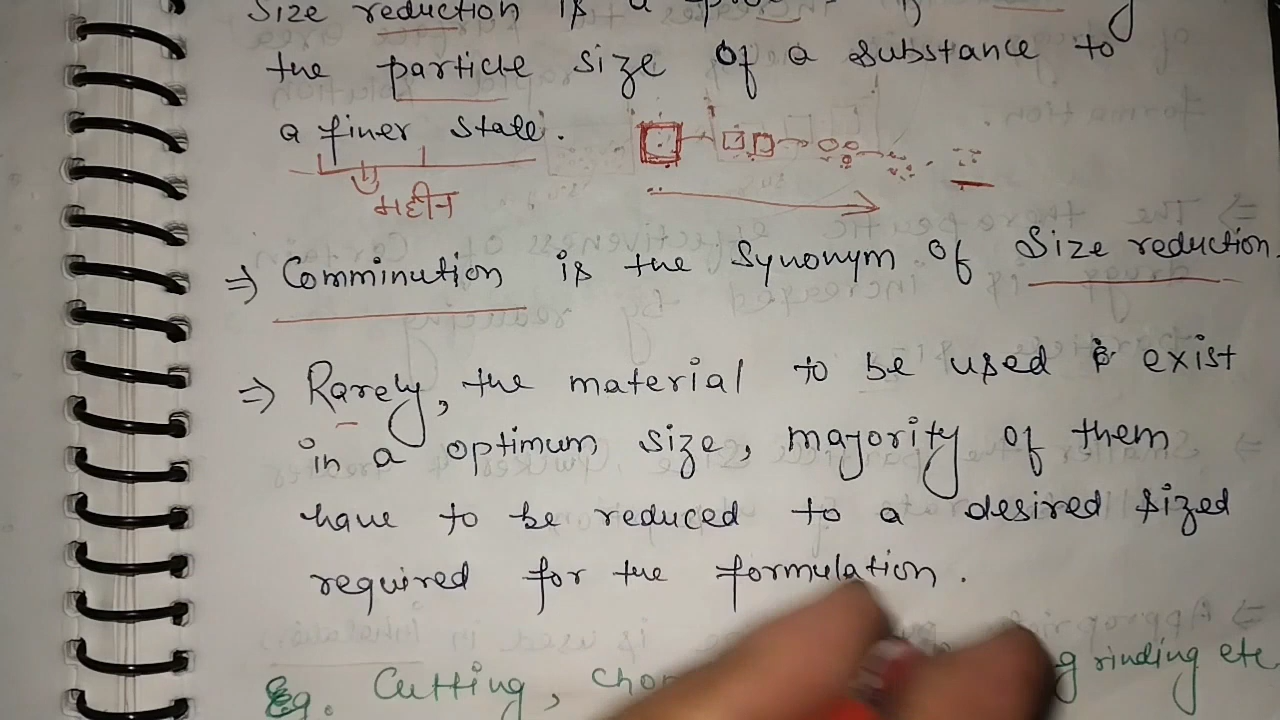 Size reduction is a
the particle size of a substance to
a finer state.
महीन
⇒ Comminution is the synonym of Size reduction.
⇒ Rarely, the material to be used exist
in a optimum size, majority of them
have to be reduced to a desired sized
required for the formulation.
Eg. Cutting, grinding etc